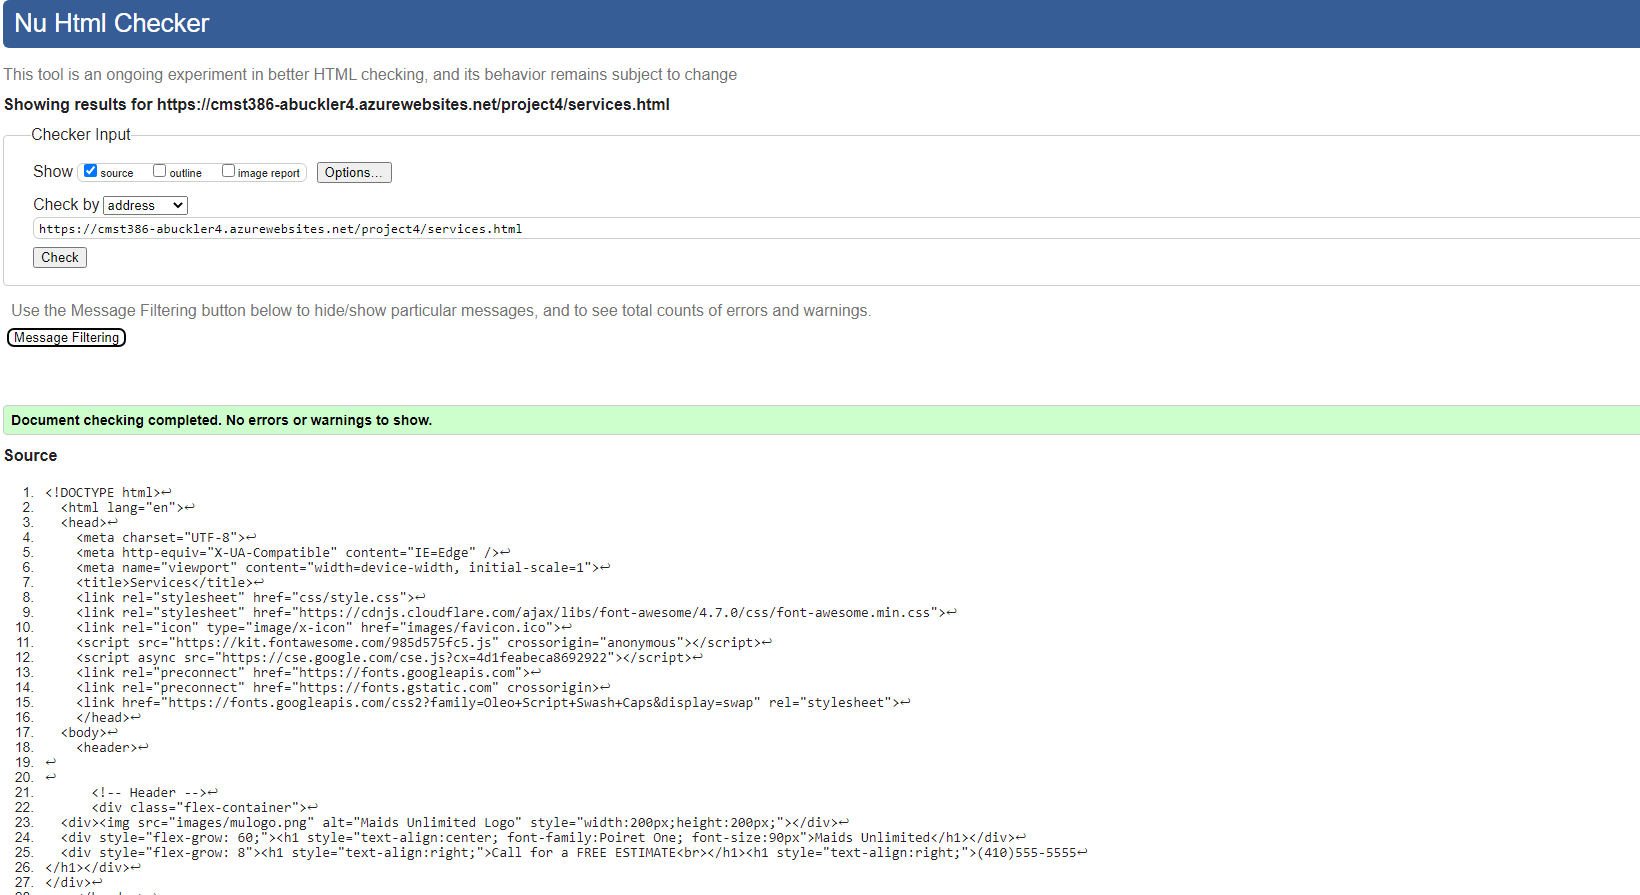 Nu Html Checker
This tool is an ongoing experiment in better HTML checking, and its behavior remains subject to change
Showing results for https://cmst386-abuckler4.azurewebsites.net/project4/services.html
Checker Input
Show source outline image report Options...
Check by address
https://cmst386-abuckler4.azurewebsites.net/project4/services.html
Check
Use the Message Filtering button below to hide/show particular messages, and to see total counts of errors and warnings.
Message Filtering
Document checking completed. No errors or warnings to show.
Source
1. <!DOCTYPE html>↩
2. <html lang="en">↩
3. <head>↩
4. <meta charset="UTF-8">↩
5. <meta http-equiv="X-UA-Compatible" content="IE=Edge" />↩
6. <meta name="viewport" content="width=device-width, initial-scale=1">↩
7. <title>Services</title>↩
8. <link rel="stylesheet" href="css/style.css">↩
9. <link rel="stylesheet" href="https://cdnjs.cloudflare.com/ajax/libs/font-awesome/4.7.0/css/font-awesome.min.css">↩
10. <link rel="icon" type="image/x-icon" href="images/favicon.ico">↩
11. <script src="https://kit.fontawesome.com/985d575fc5.js" crossorigin="anonymous"></script>↩
12. <script async src="https://cse.google.com/cse.js?cx=4d1feabeca8692922"></script>↩
13. <link rel="preconnect" href="https://fonts.googleapis.com">↩
14. <link rel="preconnect" href="https://fonts.gstatic.com" crossorigin>↩
15. <link href="https://fonts.googleapis.com/css2?family=Oleo+Script+Swash+Caps&display=swap" rel="stylesheet">↩
16. </head>↩
17. <body>↩
18. <header>↩
19. ↩
20. ↩
21. <!-- Header -->↩
22. <div class="flex-container">↩
23. <div><img src="images/mulogo.png" alt="Maids Unlimited Logo" style="width:200px;height:200px;"></div>↩
24. <div style="flex-grow: 60;"><h1 style="text-align:center; font-family:Poiret One; font-size:90px">Maids Unlimited</h1></div>↩
25. <div style="flex-grow: 8"><h1 style="text-align:right;">Call for a FREE ESTIMATE<br></h1><h1 style="text-align:right;">(410)555-5555↩
26. </h1></div>↩
27. </div>↩